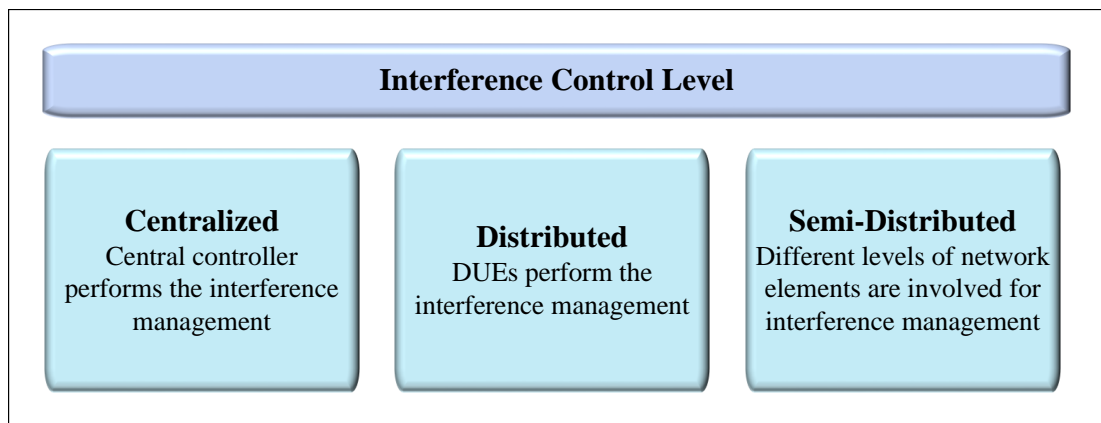 Interference Control Level
Centralized
Central controller
performs the interference
management
Distributed
DUEs perform the
interference management
Semi-Distributed
Different levels of network
elements are involved for
interference management